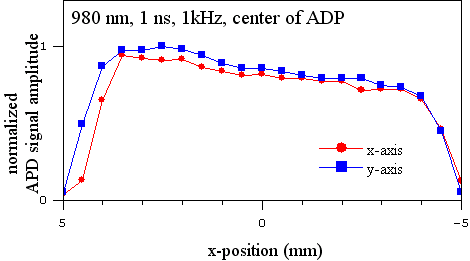 980 nm, 1 ns, 1kHz, center of ADP
normalized
APD signal amplitude
1
0
x-axis
y-axis
5
0
-5
x-position (mm)